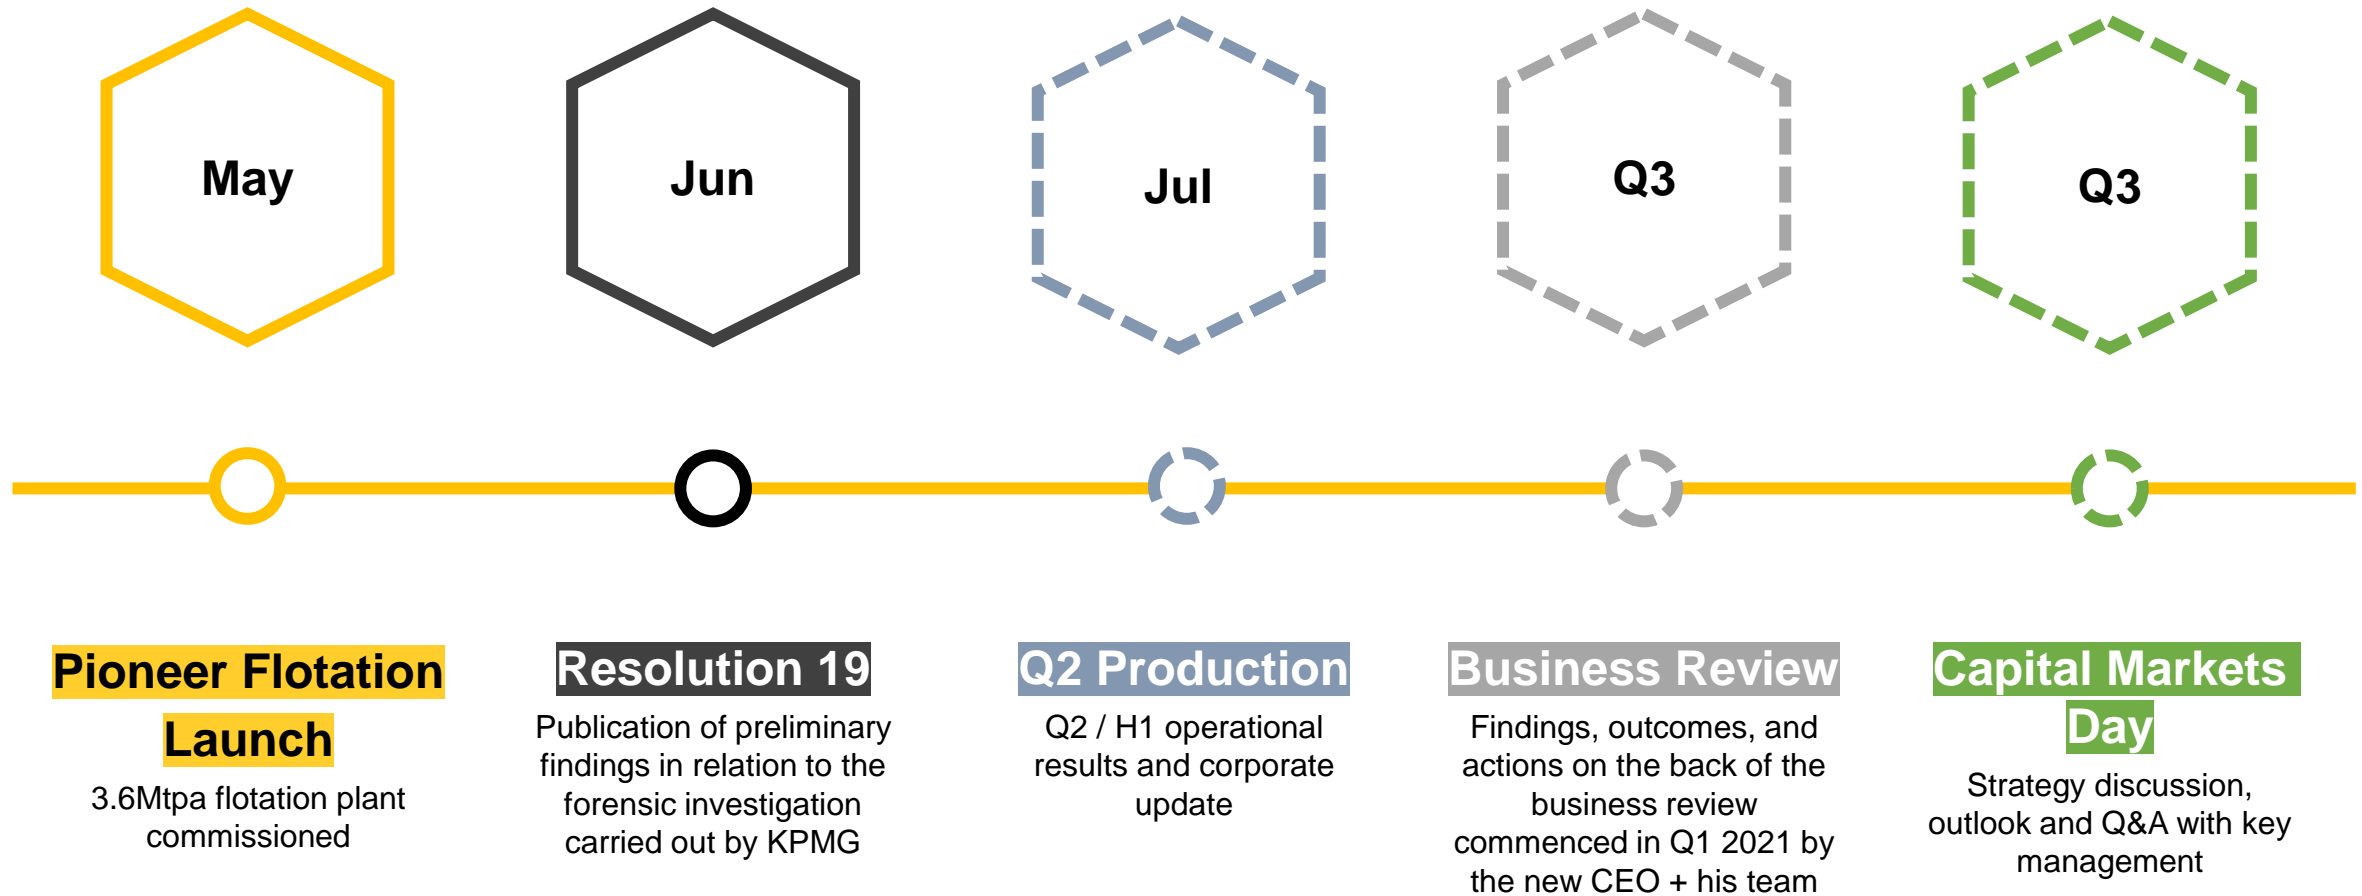 May
Jun
Jul
Q3
Q3
Pioneer Flotation
Launch
3.6Mtpa flotation plant
commissioned
Resolution 19
Publication of preliminary
findings in relation to the
forensic investigation
carried out by KPMG
Q2 Production
Q2 / H1 operational
results and corporate
update
Business Review
Findings, outcomes, and
actions on the back of the
business review
commenced in Q1 2021 by
the new CEO + his team
Capital Markets
Day
Strategy discussion,
outlook and Q&A with key
management